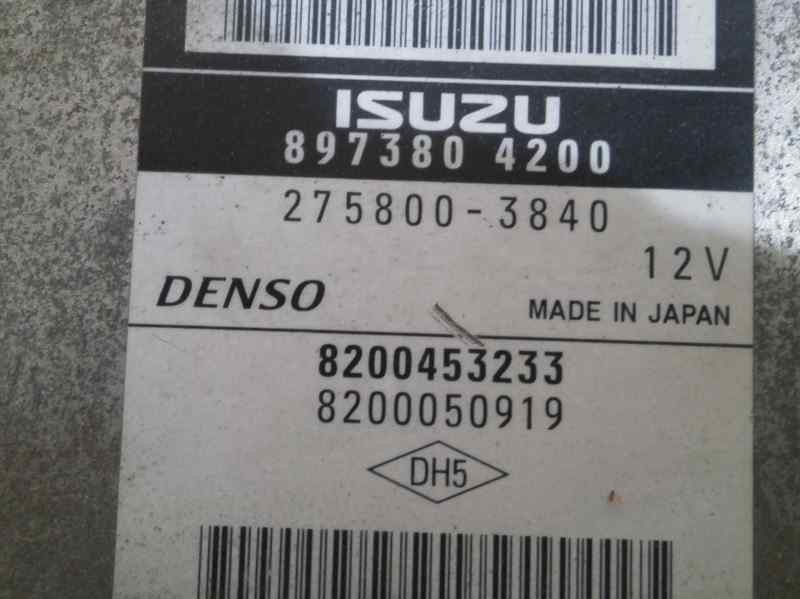 ISUZU
897380 4200
275800-3840
12V
DENSO MADE IN JAPAN
8200453233
8200050919
DH5